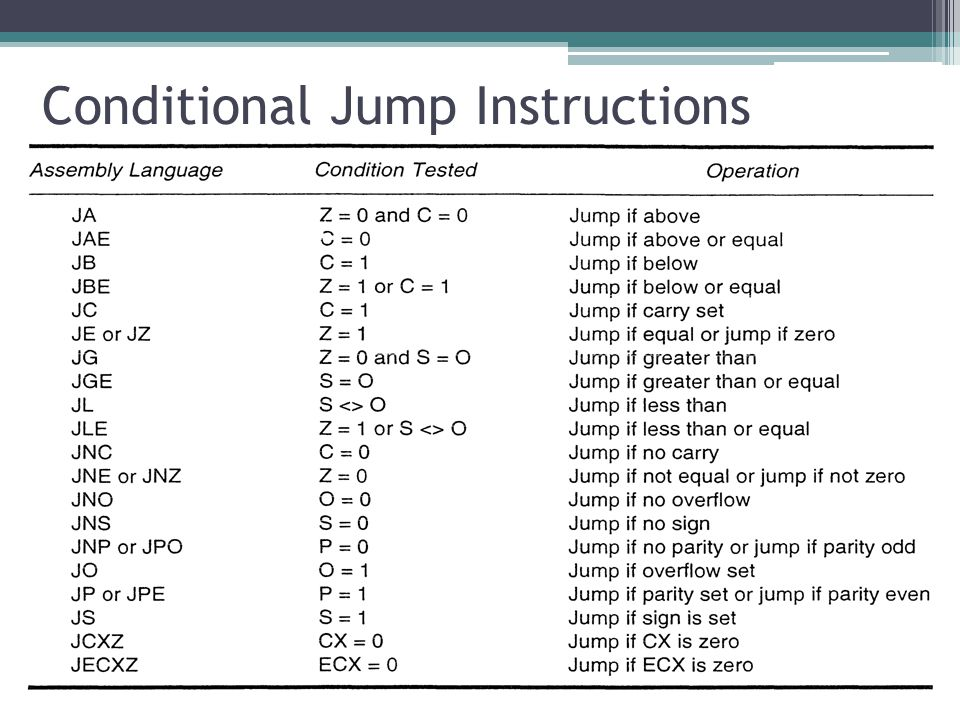 Conditional Jump Instructions
Assembly Language Condition Tested Operation
JA Z = 0 and C = 0 Jump if above
JAE C = 0 Jump if above or equal
JB C = 1 Jump if below
JBE Z = 1 or C = 1 Jump if below or equal
JC C = 1 Jump if carry set
JE or JZ Z = 1 Jump if equal or jump if zero
JG Z = 0 and S = O Jump if greater than
JGE S = O Jump if greater than or equal
JL S <> O Jump if less than
JLE Z = 1 or S <> O Jump if less than or equal
JNC C = 0 Jump if no carry
JNE or JNZ Z = 0 Jump if not equal or jump if not zero
JNO O = 0 Jump if no overflow
JNS S = 0 Jump if no sign
JNP or JPO P = 0 Jump if no parity or jump if parity odd
JO O = 1 Jump if overflow set
JP or JPE P = 1 Jump if parity set or jump if parity even
JS S = 1 Jump if sign is set
JCXZ CX = 0 Jump if CX is zero
JECXZ ECX = 0 Jump if ECX is zero